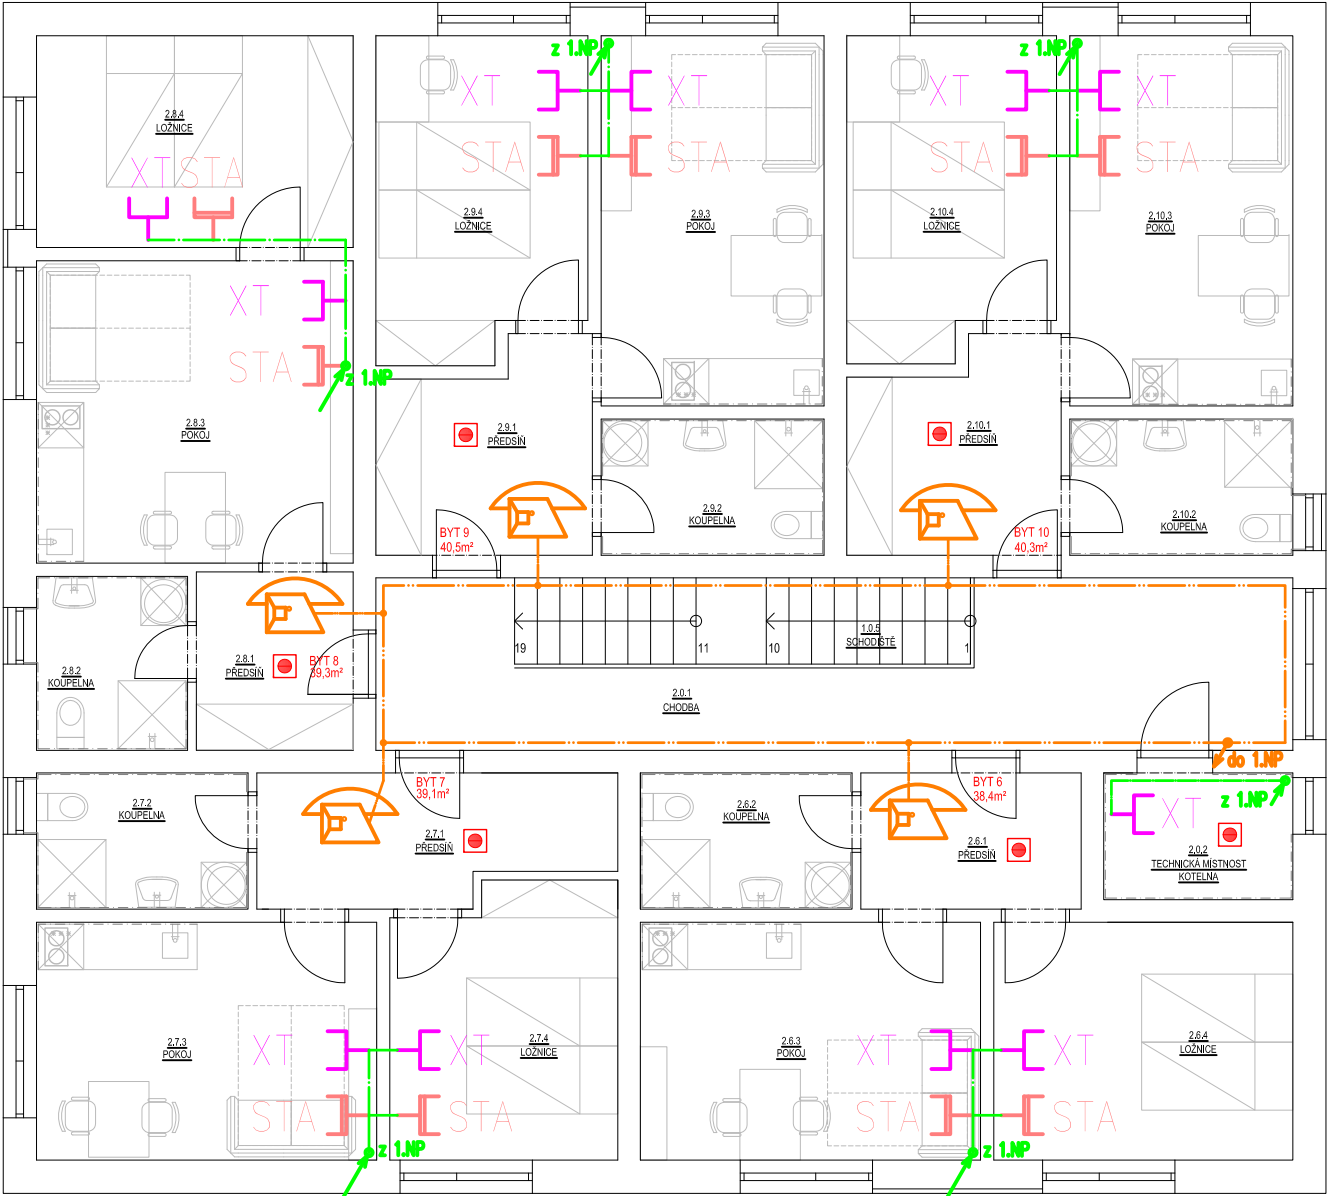 z 1.NP
z 1.NP
XT
XT
XT
XT
STA
STA
STA
STA
2.8.4
LOŽNICE
XT
STA
2.9.4
LOŽNICE
2.9.3
POKOJ
2.10.4
LOŽNICE
2.10.3
POKOJ
XT
STA
z 1.NP
2.8.3
POKOJ
2.9.1
PŘEDSÍŇ
2.10.1
PŘEDSÍŇ
2.9.2
KOUPELNA
2.10.2
KOUPELNA
BYT 9
40,5m²
BYT 10
40,3m²
19
11
10
1
1.0.5
SCHODIŠTĚ
2.8.2
KOUPELNA
2.8.1
PŘEDSÍŇ
BYT 8
39,3m²
2.0.1
CHODBA
do 1.NP
BYT 7
39,1m²
BYT 6
38,4m²
z 1.NP
XT
2.7.2
KOUPELNA
2.7.1
PŘEDSÍŇ
2.6.2
KOUPELNA
2.6.1
PŘEDSÍŇ
2.0.2
TECHNICKÁ MÍSTNOST
KOTELNA
2.7.3
POKOJ
XT
XT
2.7.4
LOŽNICE
2.6.3
POKOJ
XT
XT
2.6.4
LOŽNICE
STA
STA
STA
STA
z 1.NP
z 1.NP